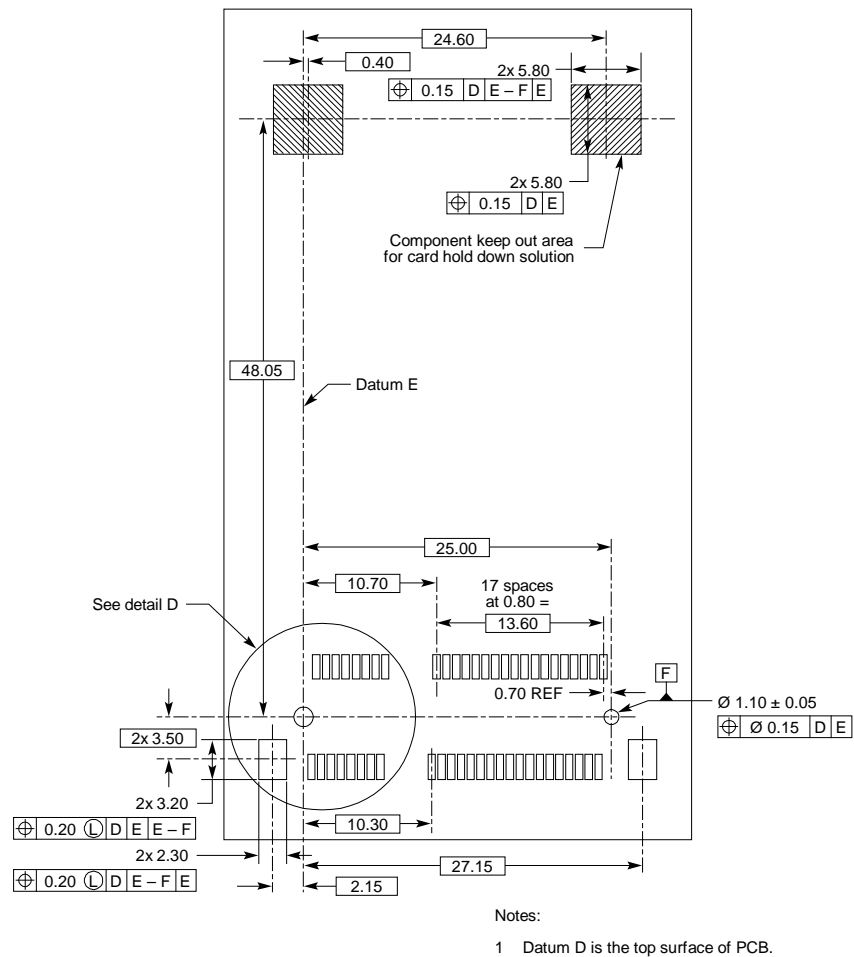 24.60
0.40
2x 5.80
⌖ 0.15 D E – F E
2x 5.80
⌖ 0.15 D E
Component keep out area
for card hold down solution
48.05
Datum E
25.00
10.70
17 spaces
at 0.80 =
13.60
See detail D
0.70 REF
F
Ø 1.10 ± 0.05
⌖ Ø 0.15 D E
2x 3.50
2x 3.20
⌖ 0.20 Ⓛ D E E – F
10.30
2x 2.30
⌖ 0.20 Ⓛ D E – F E
27.15
2.15
Notes:
1 Datum D is the top surface of PCB.